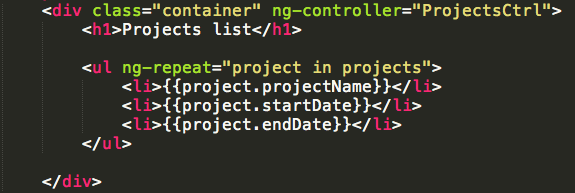 <div class="container" ng-controller="ProjectsCtrl">
<h1>Projects list</h1>
<ul ng-repeat="project in projects">
<li>{{project.projectName}}</li>
<li>{{project.startDate}}</li>
<li>{{project.endDate}}</li>
</ul>
</div>